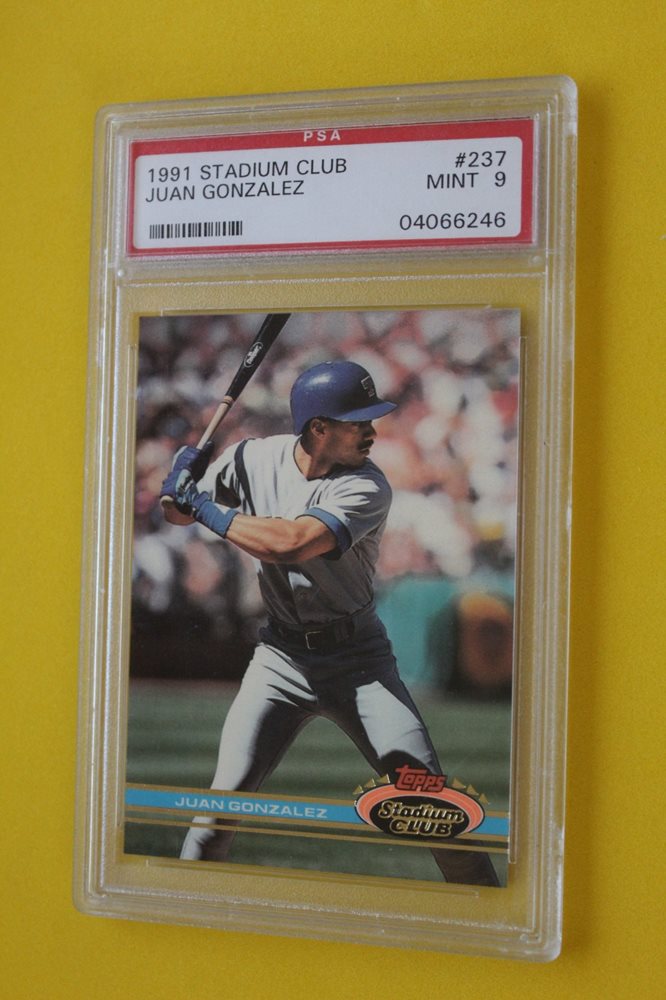 PSA
1991 STADIUM CLUB #237
JUAN GONZALEZ MINT 9
04066246
T
JUAN GONZALEZ
Topps
Stadium
CLUB